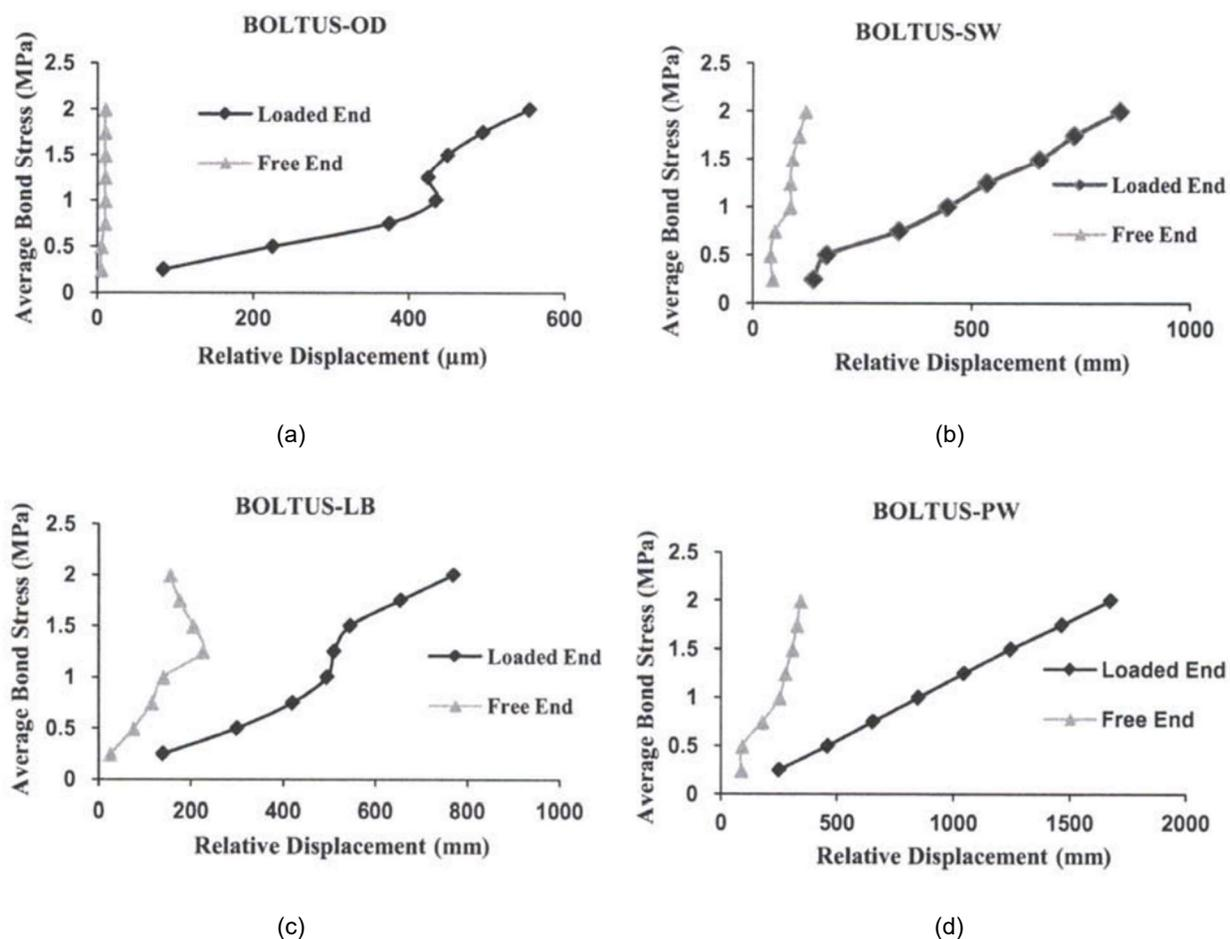 BOLTUS-OD
Average Bond Stress (MPa)
2.5
2
1.5
1
0.5
0
0
200
400
600
Loaded End
Free End
Relative Displacement (µm)
(a)
BOLTUS-SW
Average Bond Stress (MPa)
2.5
2
1.5
1
0.5
0
0
500
1000
Loaded End
Free End
Relative Displacement (mm)
(b)
BOLTUS-LB
Average Bond Stress (MPa)
2.5
2
1.5
1
0.5
0
0
200
400
600
800
1000
Loaded End
Free End
Relative Displacement (mm)
(c)
BOLTUS-PW
Average Bond Stress (MPa)
2.5
2
1.5
1
0.5
0
0
500
1000
1500
2000
Loaded End
Free End
Relative Displacement (mm)
(d)